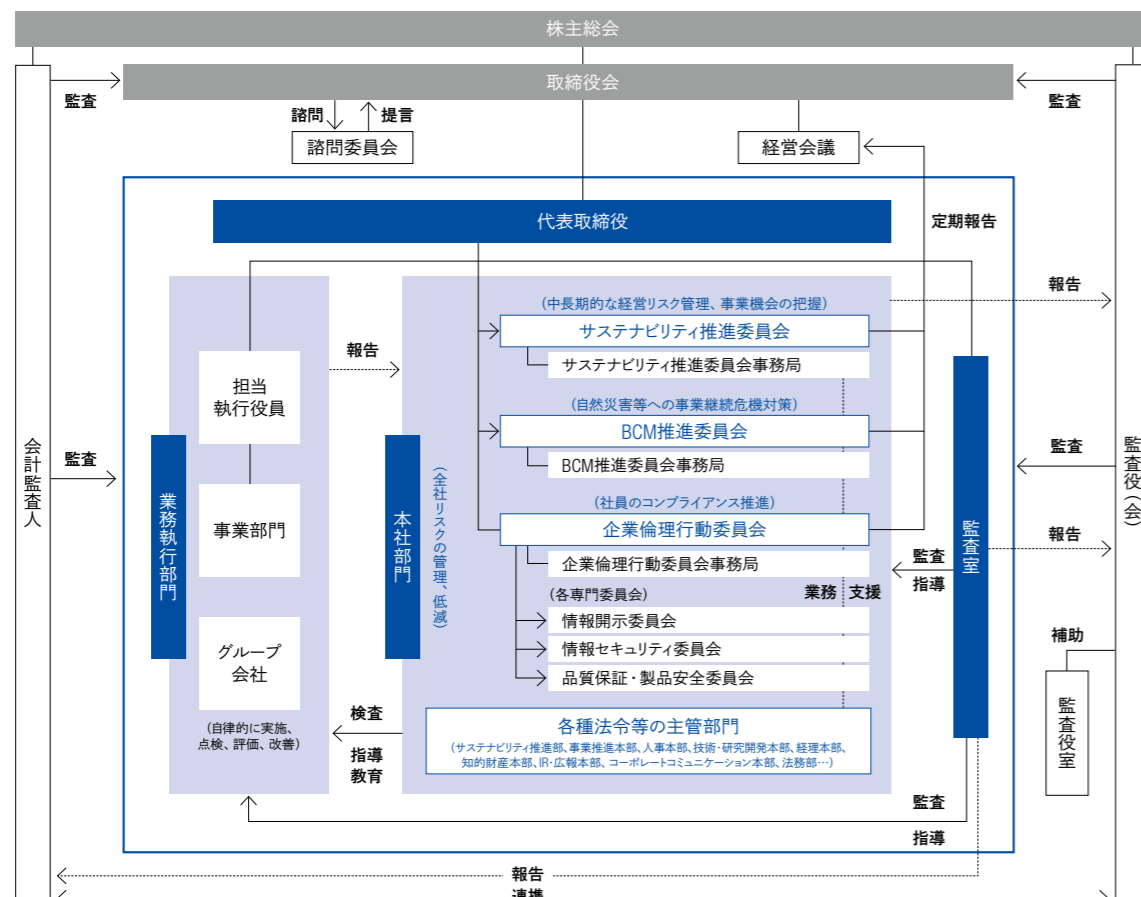 株主総会
取締役会
監査
監査
諮問
提言
諮問委員会
経営会議
代表取締役
定期報告
報告
(中長期的な経営リスク管理、事業機会の把握)
サステナビリティ推進委員会
サステナビリティ推進委員会事務局
報告
担当
執行役員
(自然災害等への事業継続危機対策)
BCM推進委員会
BCM推進委員会事務局
会計監査人
監査
業務執行部門
事業部門
本社部門
(全社リスクの管理、低減)
(社員のコンプライアンス推進)
企業倫理行動委員会
企業倫理行動委員会事務局
監査室
監査
監査役(会)
報告
監査
指導
業務
支援
(各専門委員会)
情報開示委員会
情報セキュリティ委員会
品質保証・製品安全委員会
グループ
会社
(自律的に実施、
点検、評価、改善)
検査
指導
教育
各種法令等の主管部門
(サステナビリティ推進部、事業推進本部、人事本部、技術・研究開発本部、経理本部、
知的財産本部、IR・広報本部、コーポレートコミュニケーション本部、法務部…)
補助
監査役室
監査
指導
報告
連携